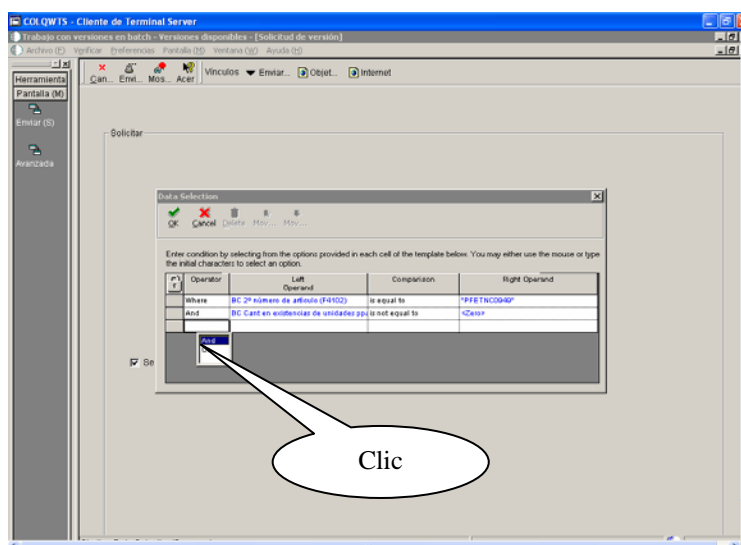 COLQWTS - Cliente de Terminal Server
Trabajo con versiones en batch - Versiones disponibles - [Solicitud de versión]
Archivo (F) Verificar Preferencias Pantalla (M) Ventana (W) Ayuda (H)
Herramienta
Pantalla (M)
Enviar (S)
Avanzada
Can... Envi... Mos... Acer
Vínculos Enviar... Objet... Internet
Solicitar
Data Selection
OK Cancel Delete Mov... Mov...
Enter condition by selecting from the options provided in each cell of the template below. You may either use the mouse or type
the initial characters to select an option.
Operator Left Operand Comparison Right Operand
Where BC 2º número de artículo (F4102) is equal to "PFETNC0949"
And BC Cant en existencias de unidades ppa is not equal to <Zero>
And
Se
Clic